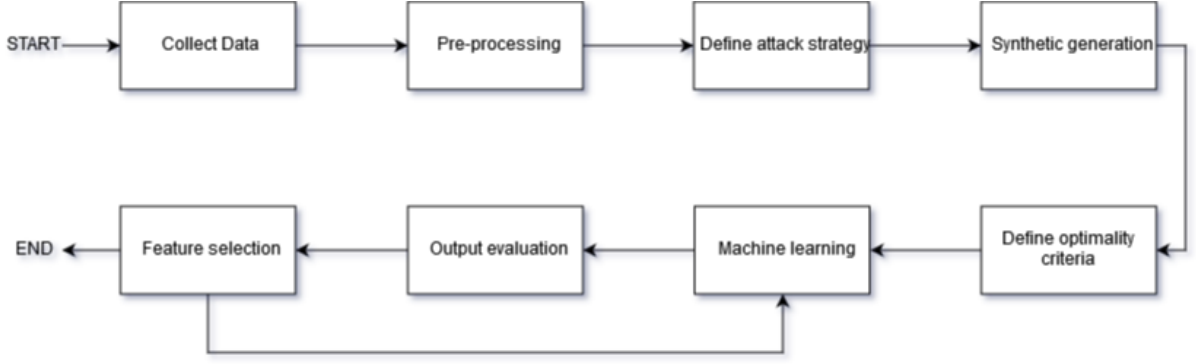 START
Collect Data
Pre-processing
Define attack strategy
Synthetic generation
END
Feature selection
Output evaluation
Machine learning
Define optimality
criteria